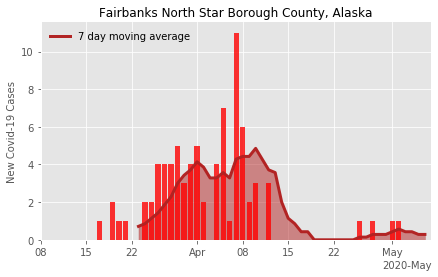 Fairbanks North Star Borough County, Alaska
7 day moving average
New Covid-19 Cases
10
8
6
4
2
0
08 15 22 Apr 08 15 22 May
2020-May